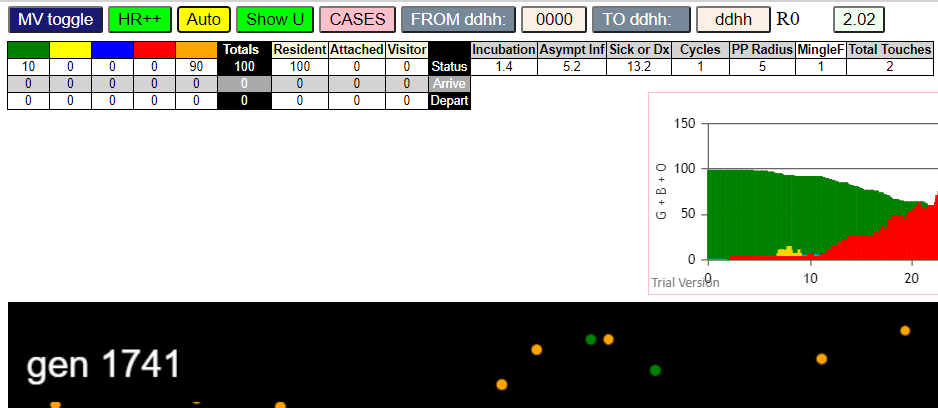 MV toggle HR++ Auto Show U CASES FROM ddhh: 0000 TO ddhh: ddhh R0 2.02
Totals Resident Attached Visitor Incubation Asympt Inf Sick or Dx Cycles PP Radius MingleF Total Touches
10 0 0 0 90 100 100 0 0 Status 1.4 5.2 13.2 1 5 1 2
0 0 0 0 0 0 0 0 0 Arrive
0 0 0 0 0 0 0 0 0 Depart
150
100
50
0
G + B + O
0 10 20
Trial Version
gen 1741